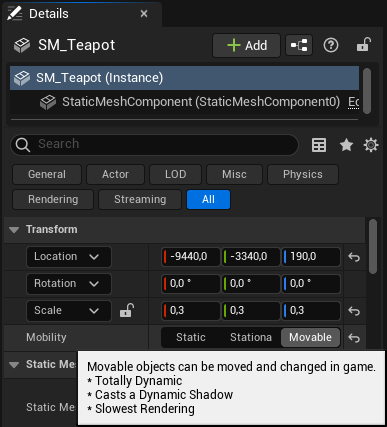 Details
SM_Teapot
Add
SM_Teapot (Instance)
StaticMeshComponent (StaticMeshComponent0)
Search
General Actor LOD Misc Physics
Rendering Streaming All
Transform
Location -9440,0 -3340,0 190,0
Rotation 0,0 ° 0,0 ° 0,0 °
Scale 0,3 0,3 0,3
Mobility Static Stationa Movable
Static Me
Movable objects can be moved and changed in game.
* Totally Dynamic
* Casts a Dynamic Shadow
* Slowest Rendering
Static Me